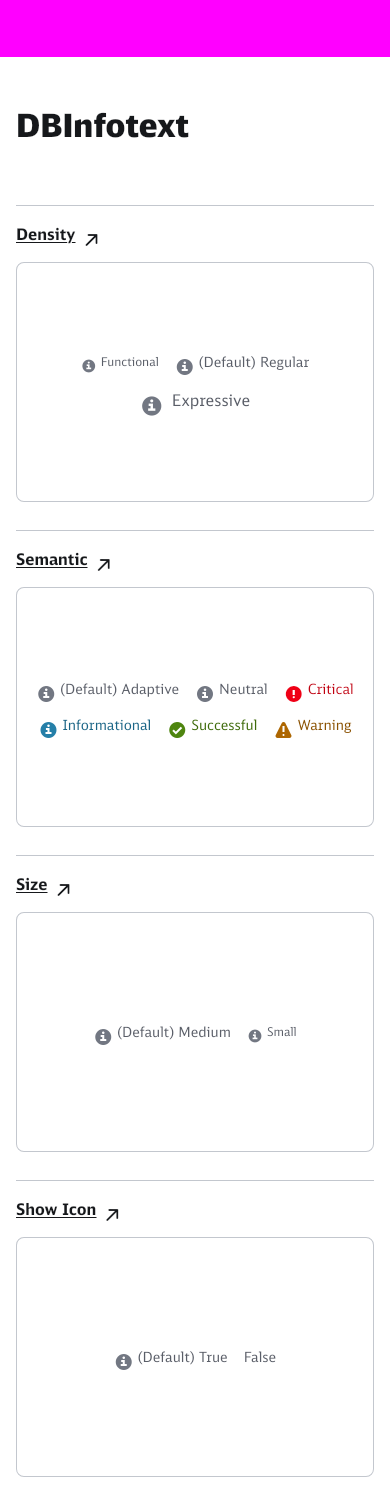 DBInfotext
Density
Functional (Default) Regular
Expressive
Semantic
(Default) Adaptive Neutral Critical
Informational Successful Warning
Size
(Default) Medium Small
Show Icon
(Default) True False